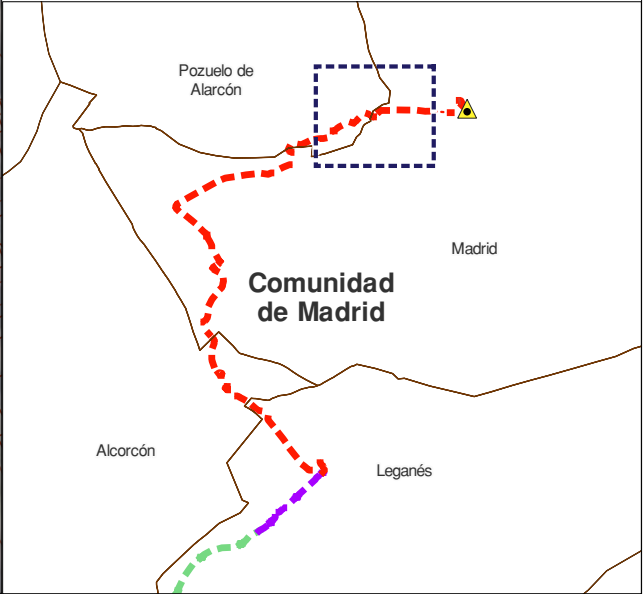 Pozuelo de
Alarcón
Madrid
Comunidad
de Madrid
Alcorcón
Leganés